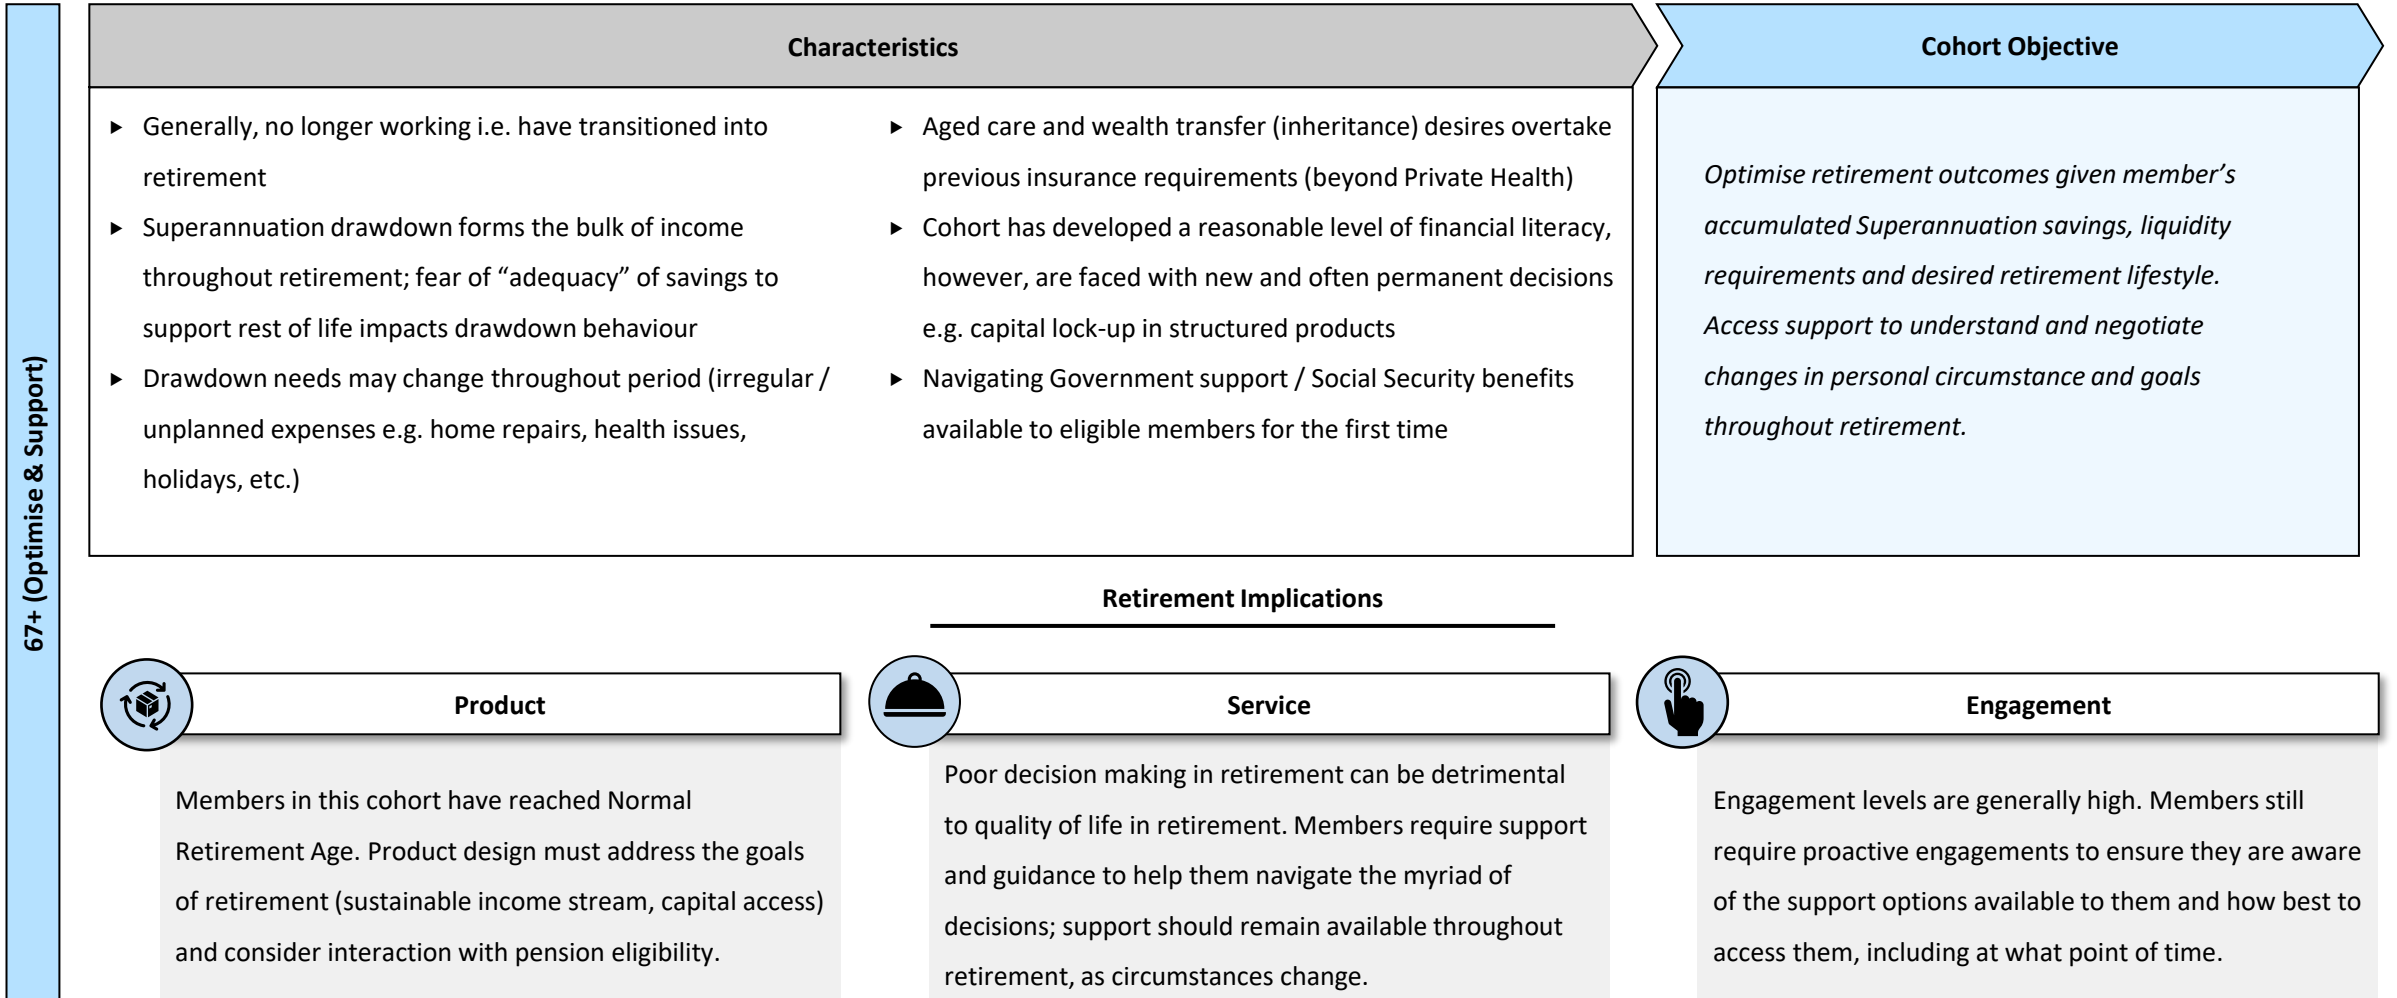 67+ (Optimise & Support)
Characteristics
Generally, no longer working i.e. have transitioned into
retirement
Superannuation drawdown forms the bulk of income
throughout retirement; fear of “adequacy” of savings to
support rest of life impacts drawdown behaviour
Drawdown needs may change throughout period (irregular /
unplanned expenses e.g. home repairs, health issues,
holidays, etc.)
Aged care and wealth transfer (inheritance) desires overtake
previous insurance requirements (beyond Private Health)
Cohort has developed a reasonable level of financial literacy,
however, are faced with new and often permanent decisions
e.g. capital lock-up in structured products
Navigating Government support / Social Security benefits
available to eligible members for the first time
Cohort Objective
Optimise retirement outcomes given member’s
accumulated Superannuation savings, liquidity
requirements and desired retirement lifestyle.
Access support to understand and negotiate
changes in personal circumstance and goals
throughout retirement.
Retirement Implications
Product
Members in this cohort have reached Normal
Retirement Age. Product design must address the goals
of retirement (sustainable income stream, capital access)
and consider interaction with pension eligibility.
Service
Poor decision making in retirement can be detrimental
to quality of life in retirement. Members require support
and guidance to help them navigate the myriad of
decisions; support should remain available throughout
retirement, as circumstances change.
Engagement
Engagement levels are generally high. Members still
require proactive engagements to ensure they are aware
of the support options available to them and how best to
access them, including at what point of time.